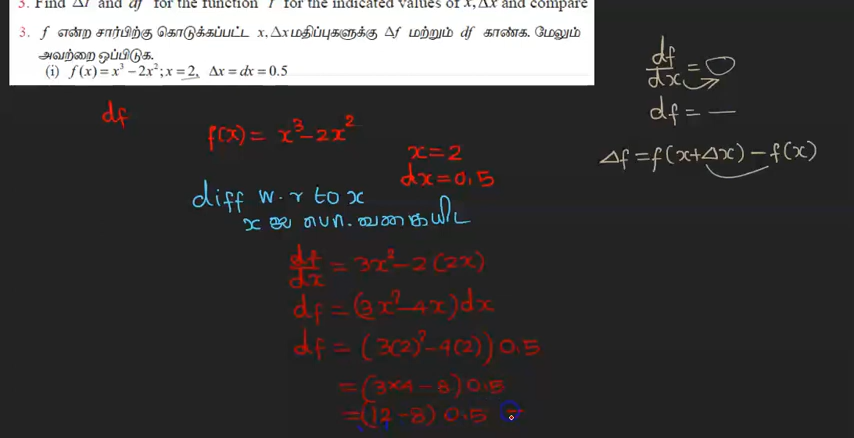 3. Find Δf and df for the function f for the indicated values of x, Δx and compare
3. f என்ற சார்பிற்கு கொடுக்கப்பட்ட x, Δx மதிப்புகளுக்கு Δf மற்றும் df காண்க. மேலும்
அவற்றை ஒப்பிடுக.
(i) f(x) = x³ – 2x²; x = 2, Δx = dx = 0.5
df
f(x) = x³ – 2x²
x = 2
dx = 0.5
diff w.r to x
x ஐ பொ. வகையிட
df/dx = 3x² – 2(2x)
df = (3x² – 4x) dx
df = (3(2)² – 4(2)) 0.5
= (3×4 – 8) 0.5
= (12 – 8) 0.5 =
df/dx =
df = —
Δf = f(x+Δx) – f(x)